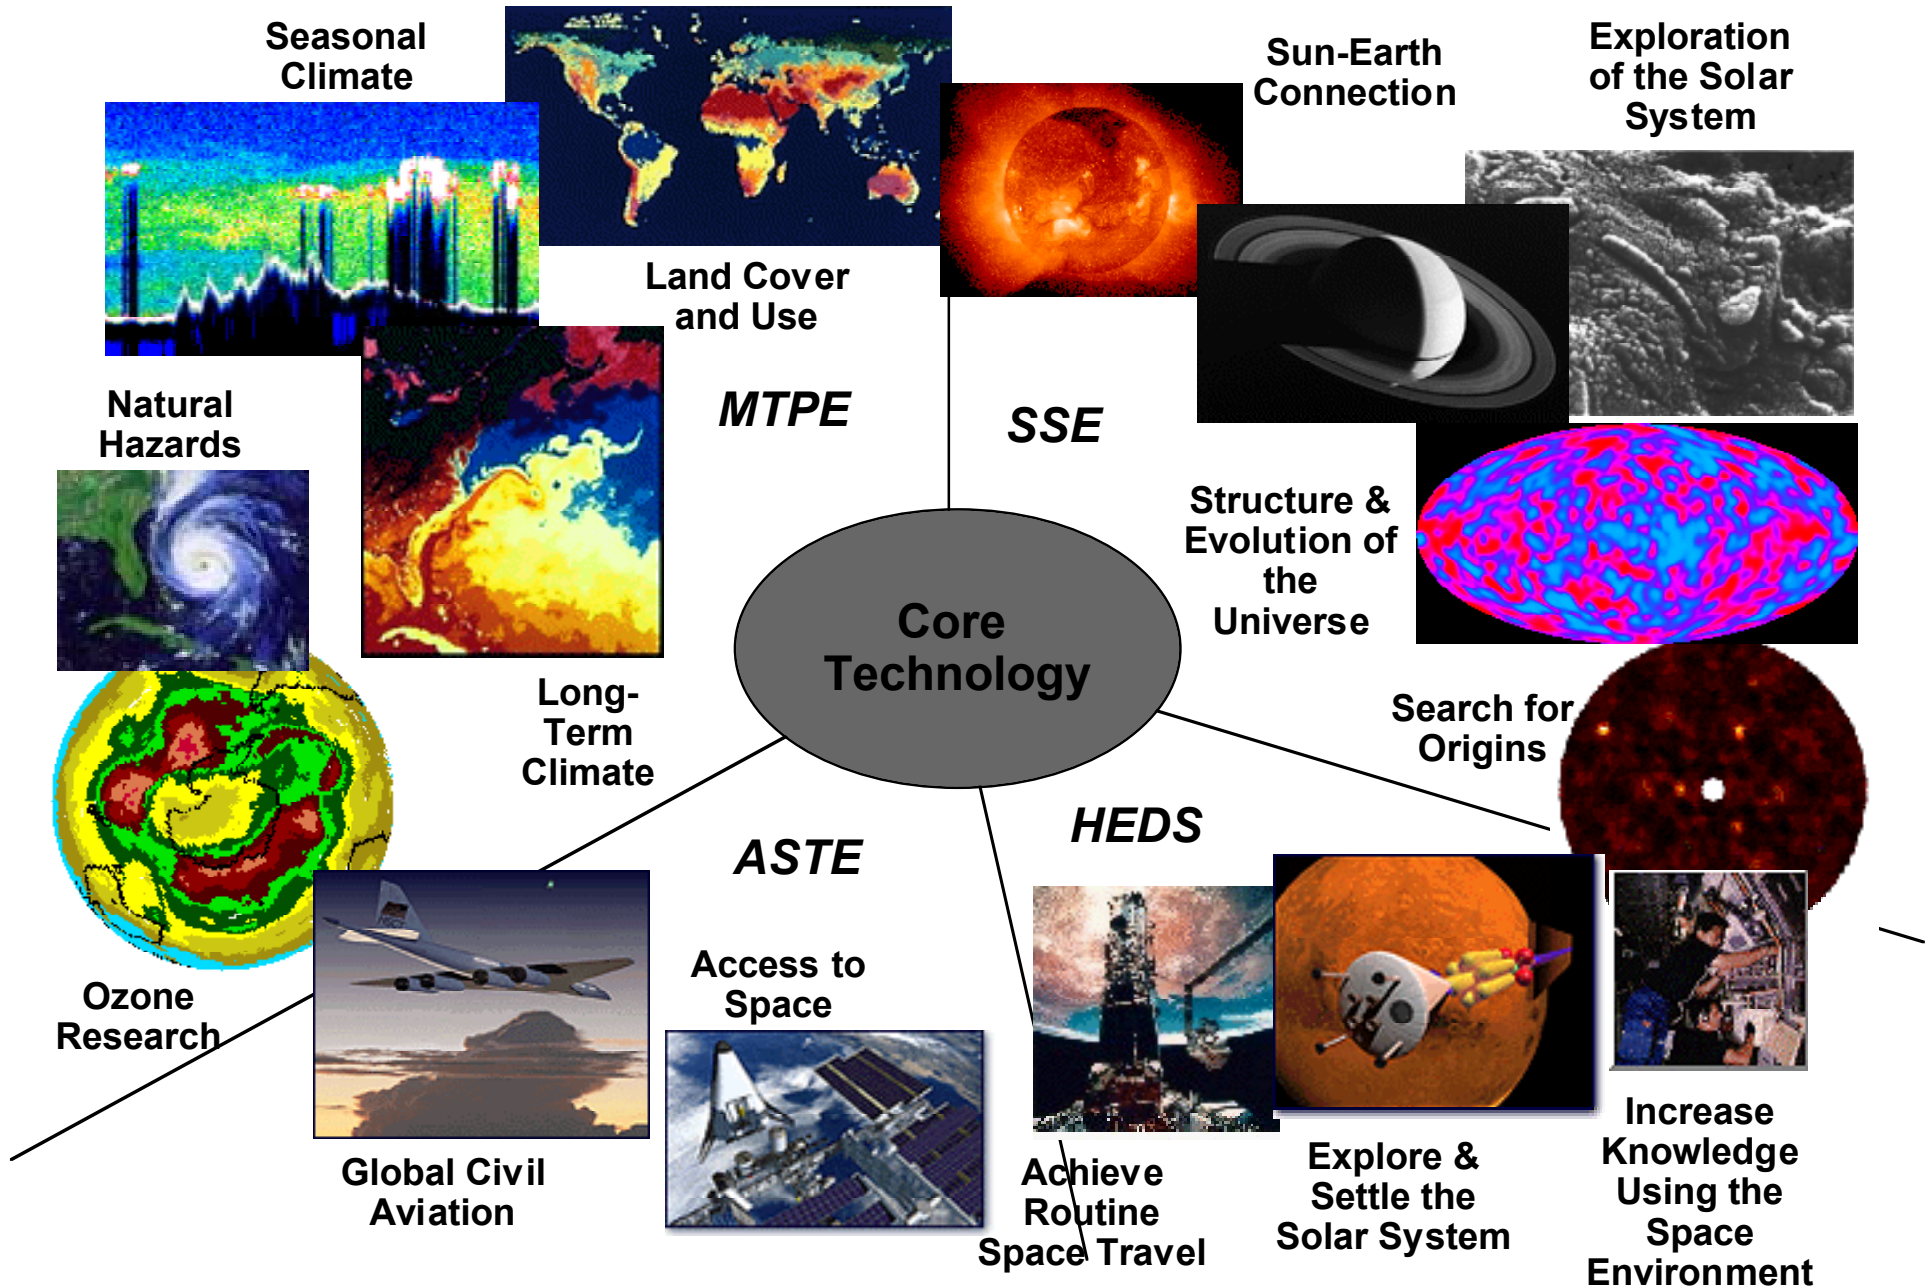 Seasonal
Climate
Sun-Earth
Connection
Exploration
of the Solar
System
Land Cover
and Use
Natural
Hazards
MTPE
SSE
Structure &
Evolution of
the
Universe
Core
Technology
Long-
Term
Climate
Search for
Origins
ASTE
HEDS
Ozone
Research
Access to
Space
Global Civil
Aviation
Achieve
Routine
Space Travel
Explore &
Settle the
Solar System
Increase
Knowledge
Using the
Space
Environment